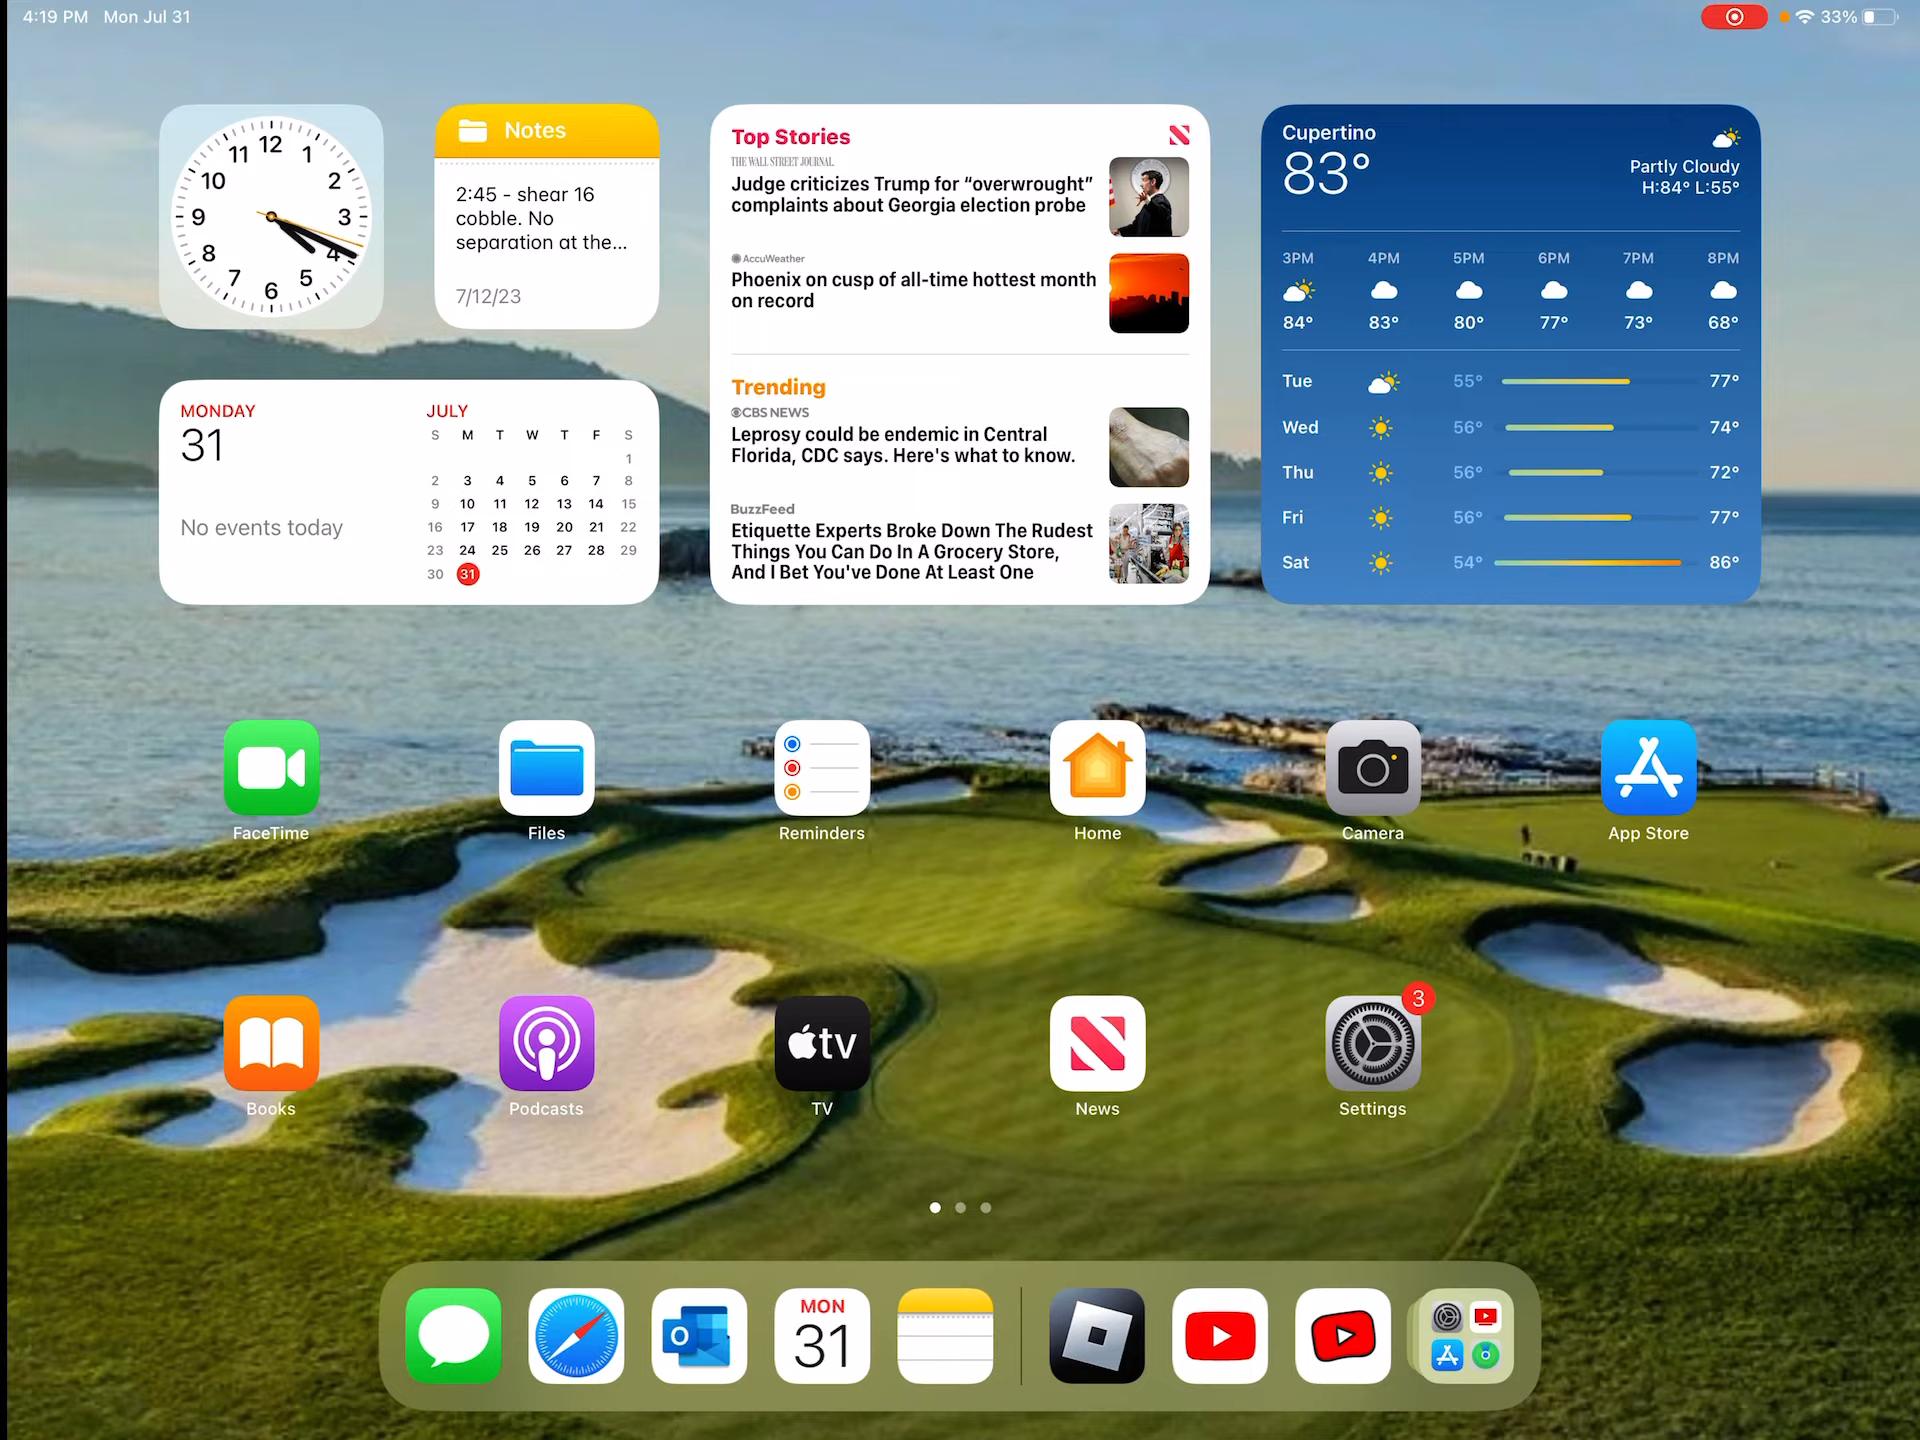 4:19 PM Mon Jul 31
33%
12
11 1
10 2
9 3
8 4
7 5
6
Notes
2:45 - shear 16
cobble. No
separation at the...
7/12/23
Top Stories
THE WALL STREET JOURNAL.
Judge criticizes Trump for “overwrought”
complaints about Georgia election probe
AccuWeather
Phoenix on cusp of all-time hottest month
on record
Trending
CBS NEWS
Leprosy could be endemic in Central
Florida, CDC says. Here's what to know.
BuzzFeed
Etiquette Experts Broke Down The Rudest
Things You Can Do In A Grocery Store,
And I Bet You've Done At Least One
Cupertino
83°
Partly Cloudy
H:84° L:55°
3PM 4PM 5PM 6PM 7PM 8PM
84° 83° 80° 77° 73° 68°
Tue 55° 77°
Wed 56° 74°
Thu 56° 72°
Fri 56° 77°
Sat 54° 86°
MONDAY
31
No events today
JULY
S M T W T F S
1
2 3 4 5 6 7 8
9 10 11 12 13 14 15
16 17 18 19 20 21 22
23 24 25 26 27 28 29
30 31
FaceTime Files Reminders Home Camera App Store
tv
3
Books Podcasts TV News Settings
O
MON
31